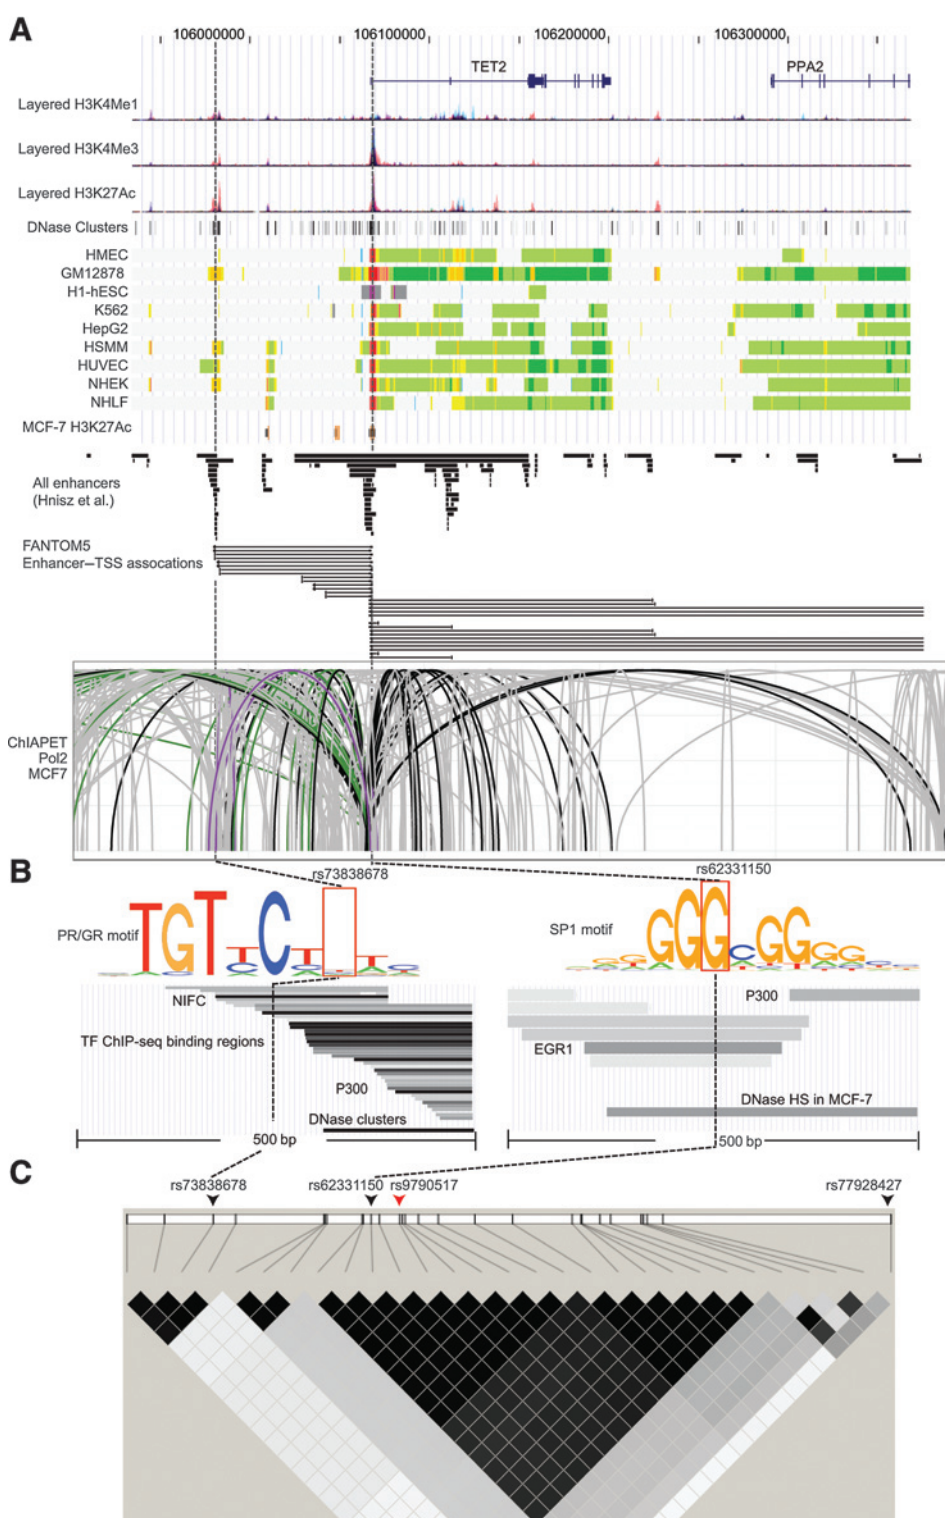 A
106000000 106100000 106200000 106300000
TET2 PPA2
Layered H3K4Me1
Layered H3K4Me3
Layered H3K27Ac
DNase Clusters
HMEC
GM12878
H1-hESC
K562
HepG2
HSMM
HUVEC
NHEK
NHLF
MCF-7 H3K27Ac
All enhancers
(Hnisz et al.)
FANTOM5
Enhancer—TSS assocations
ChIAPET
Pol2
MCF7
B
rs73838678 rs62331150
PR/GR motif
TGT C
SP1 motif
GGG GG
NIFC
TF ChIP-seq binding regions
P300
DNase clusters
500 bp
P300
EGR1
DNase HS in MCF-7
500 bp
C
rs73838678 rs62331150 rs9790517 rs77928427